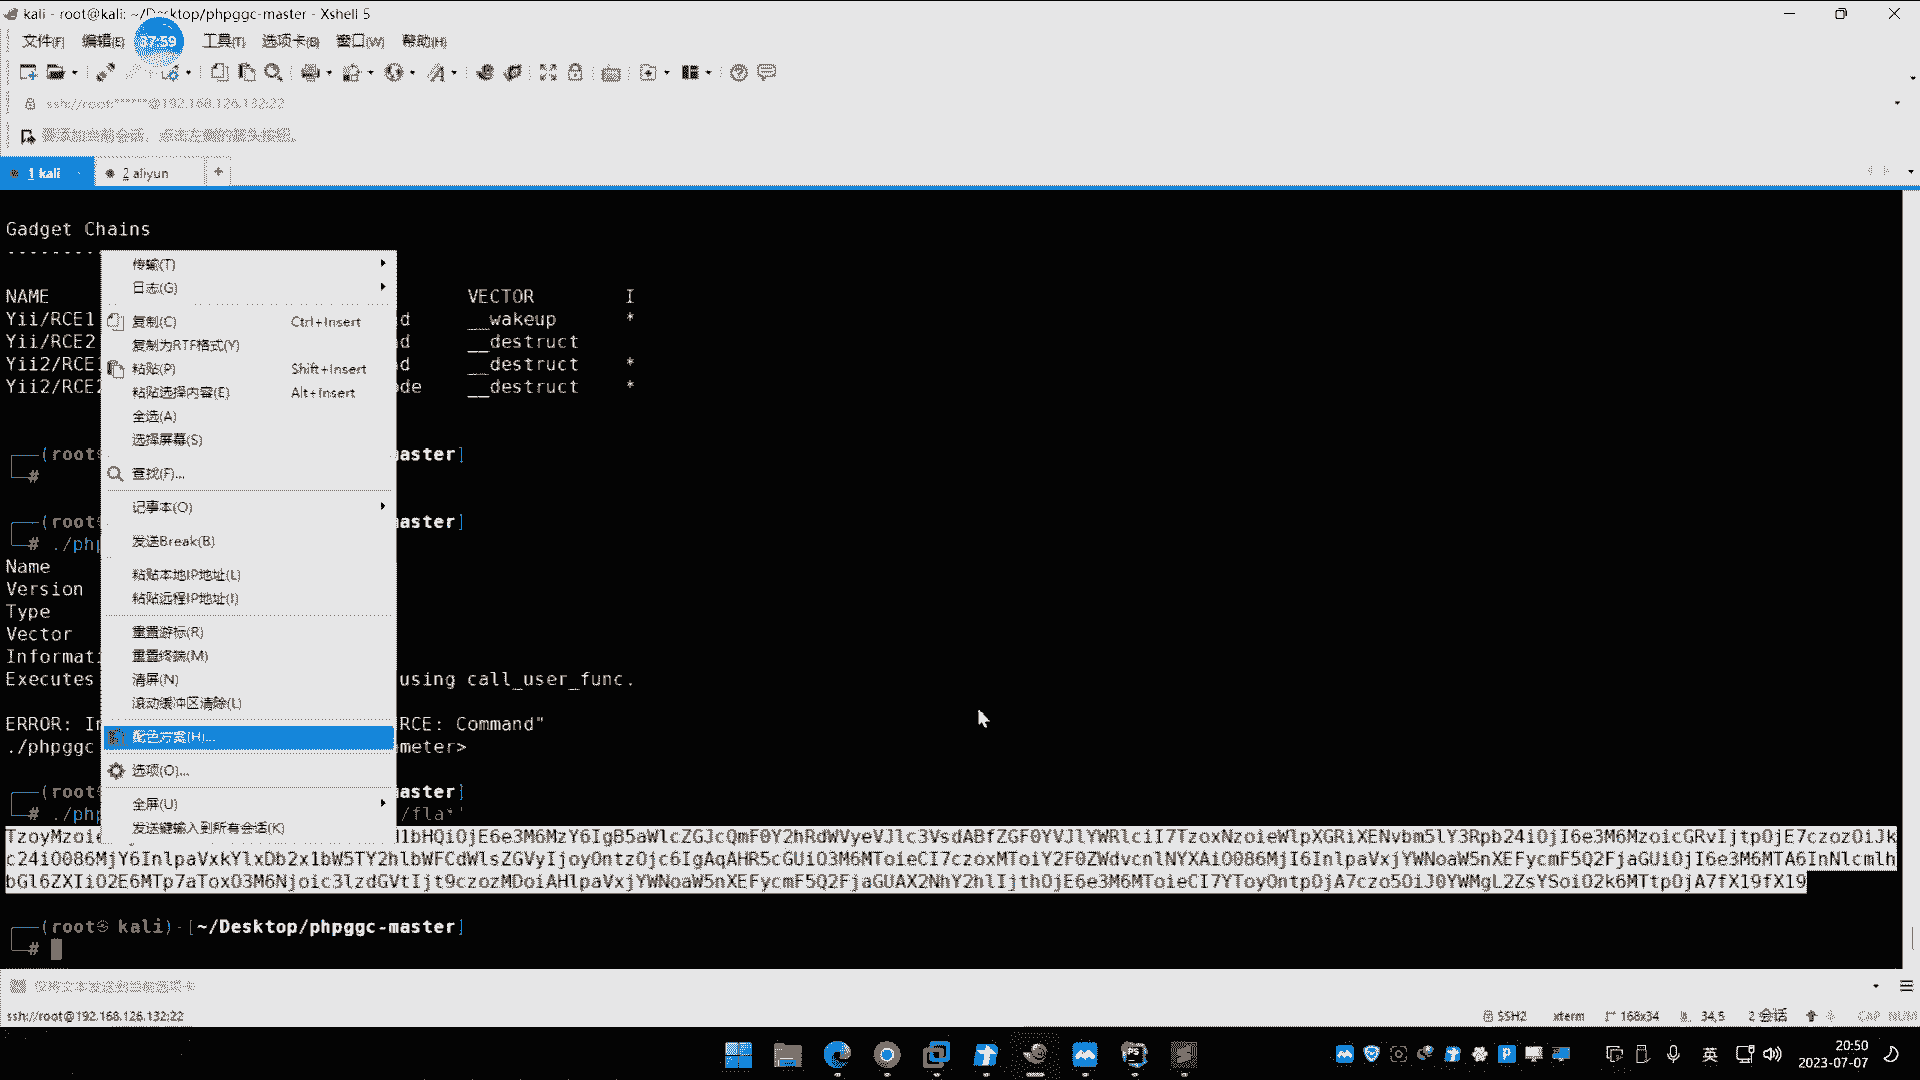 kali - root@kali: ~/Desktop/phpggc-master - Xshell 5
文件(F) 编辑(E) 37:59 工具(T) 选项卡(B) 窗口(W) 帮助(H)
ssh://root:******@192.168.126.132:22
要添加当前会话，点击左侧的箭头按钮。
1 kali 2 aliyun +
Gadget Chains
NAME VECTOR I
Yii/RCE1 d __wakeup *
Yii/RCE2 d __destruct
Yii2/RCE d __destruct *
Yii2/RCE2 de __destruct *
传输(T)
日志(G)
复制(C) Ctrl+Insert
复制为RTF格式(Y)
粘贴(P) Shift+Insert
粘贴选择内容(E) Alt+Insert
全选(A)
选择屏幕(S)
查找(F)...
记事本(O)
发送Break(B)
粘贴本地IP地址(L)
粘贴远程IP地址(I)
重置游标(R)
重置终端(M)
清屏(N)
滚动缓冲区清除(L)
配色方案(H)...
选项(O)...
全屏(U)
发送键输入到所有会话(K)
(root aster]
#
(root aster]
# ./php
Name
Version
Type
Vector
Informati
Executes using call_user_func.
ERROR: In RCE: Command"
./phpggc meter>
(root aster]
# ./php /fla*'
(root㉿kali)-[~/Desktop/phpggc-master]
#
仅将文本发送到当前选项卡
ssh://root@192.168.126.132:22 SSH2 xterm 168x34 34,5 2 会话 CAP NUM
英 20:50
2023-07-07